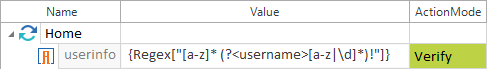 Name Value ActionMode
Home
userinfo {Regex["[a-z]* (?<username>[a-z|\d]*)!"]} Verify